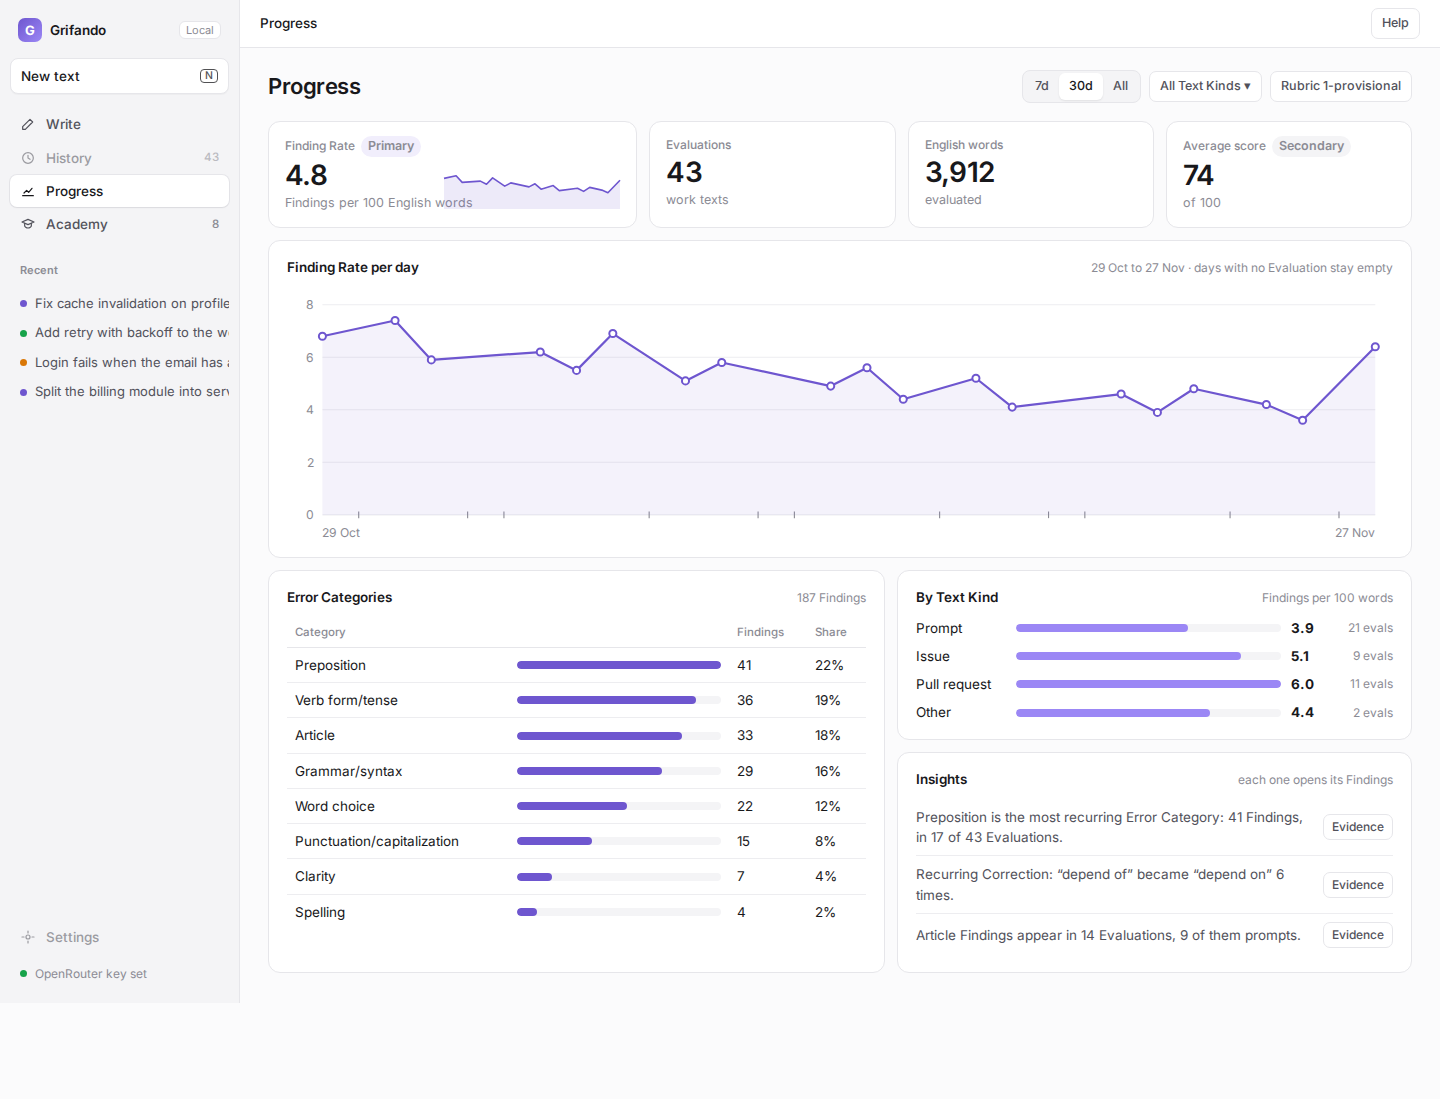 G Grifando Local
New text N
Write
History 43
Progress
Academy 8
Recent
Fix cache invalidation on profile
Add retry with backoff to the w
Login fails when the email has
Split the billing module into serv
Settings
OpenRouter key set
Progress
Help
Progress
7d 30d All All Text Kinds ▾ Rubric 1-provisional
Finding Rate Primary
4.8
Findings per 100 English words
Evaluations
43
work texts
English words
3,912
evaluated
Average score Secondary
74
of 100
Finding Rate per day 29 Oct to 27 Nov · days with no Evaluation stay empty
8
6
4
2
0
29 Oct 27 Nov
Error Categories 187 Findings
Category Findings Share
Preposition 41 22%
Verb form/tense 36 19%
Article 33 18%
Grammar/syntax 29 16%
Word choice 22 12%
Punctuation/capitalization 15 8%
Clarity 7 4%
Spelling 4 2%
By Text Kind Findings per 100 words
Prompt 3.9 21 evals
Issue 5.1 9 evals
Pull request 6.0 11 evals
Other 4.4 2 evals
Insights each one opens its Findings
Preposition is the most recurring Error Category: 41 Findings,
in 17 of 43 Evaluations.
Evidence
Recurring Correction: “depend of” became “depend on” 6
times.
Evidence
Article Findings appear in 14 Evaluations, 9 of them prompts.
Evidence